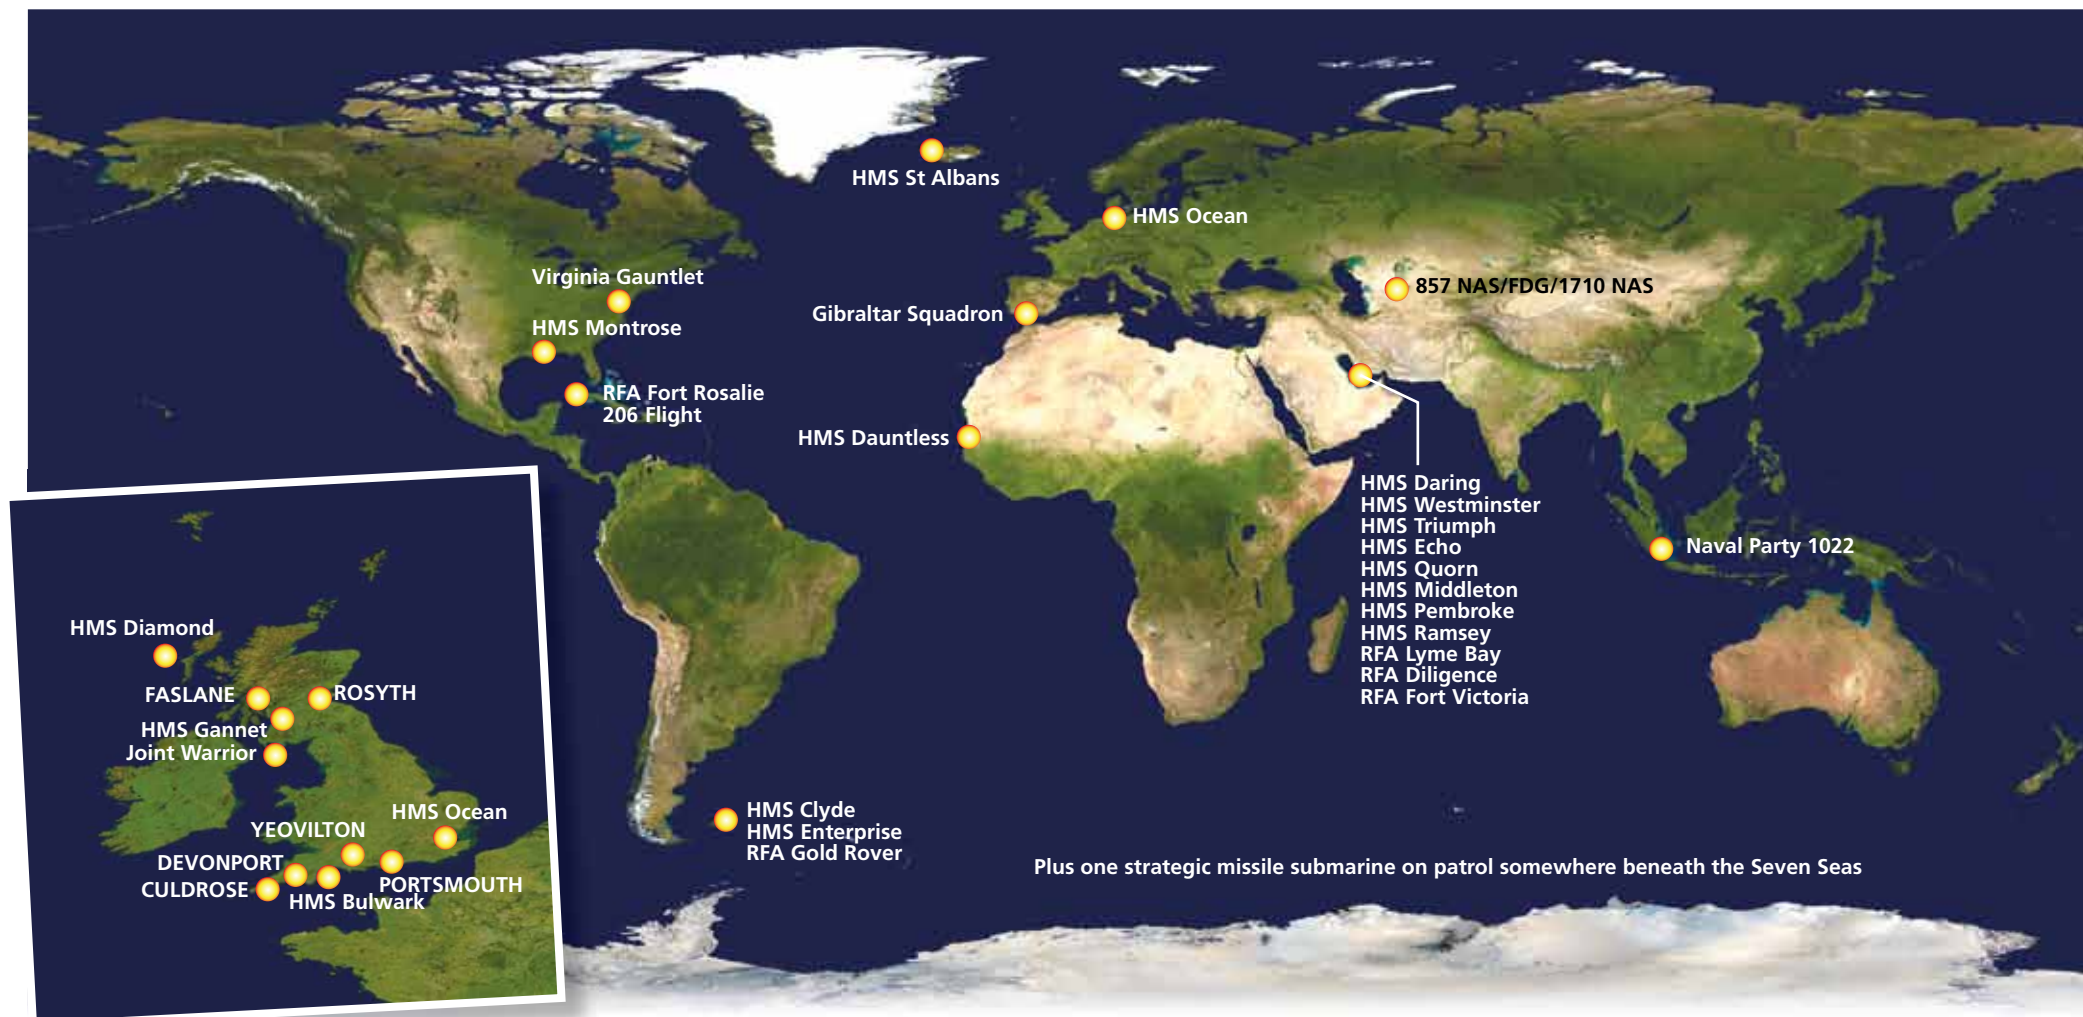 HMS St Albans
HMS Ocean
Virginia Gauntlet
857 NAS/FDG/1710 NAS
HMS Montrose
Gibraltar Squadron
RFA Fort Rosalie
206 Flight
HMS Dauntless
HMS Daring
HMS Westminster
HMS Triumph
HMS Echo
HMS Quorn
HMS Middleton
HMS Pembroke
HMS Ramsey
RFA Lyme Bay
RFA Diligence
RFA Fort Victoria
Naval Party 1022
HMS Clyde
HMS Enterprise
RFA Gold Rover
Plus one strategic missile submarine on patrol somewhere beneath the Seven Seas
HMS Diamond
FASLANE
ROSYTH
HMS Gannet
Joint Warrior
HMS Ocean
YEOVILTON
DEVONPORT
PORTSMOUTH
CULDROSE
HMS Bulwark